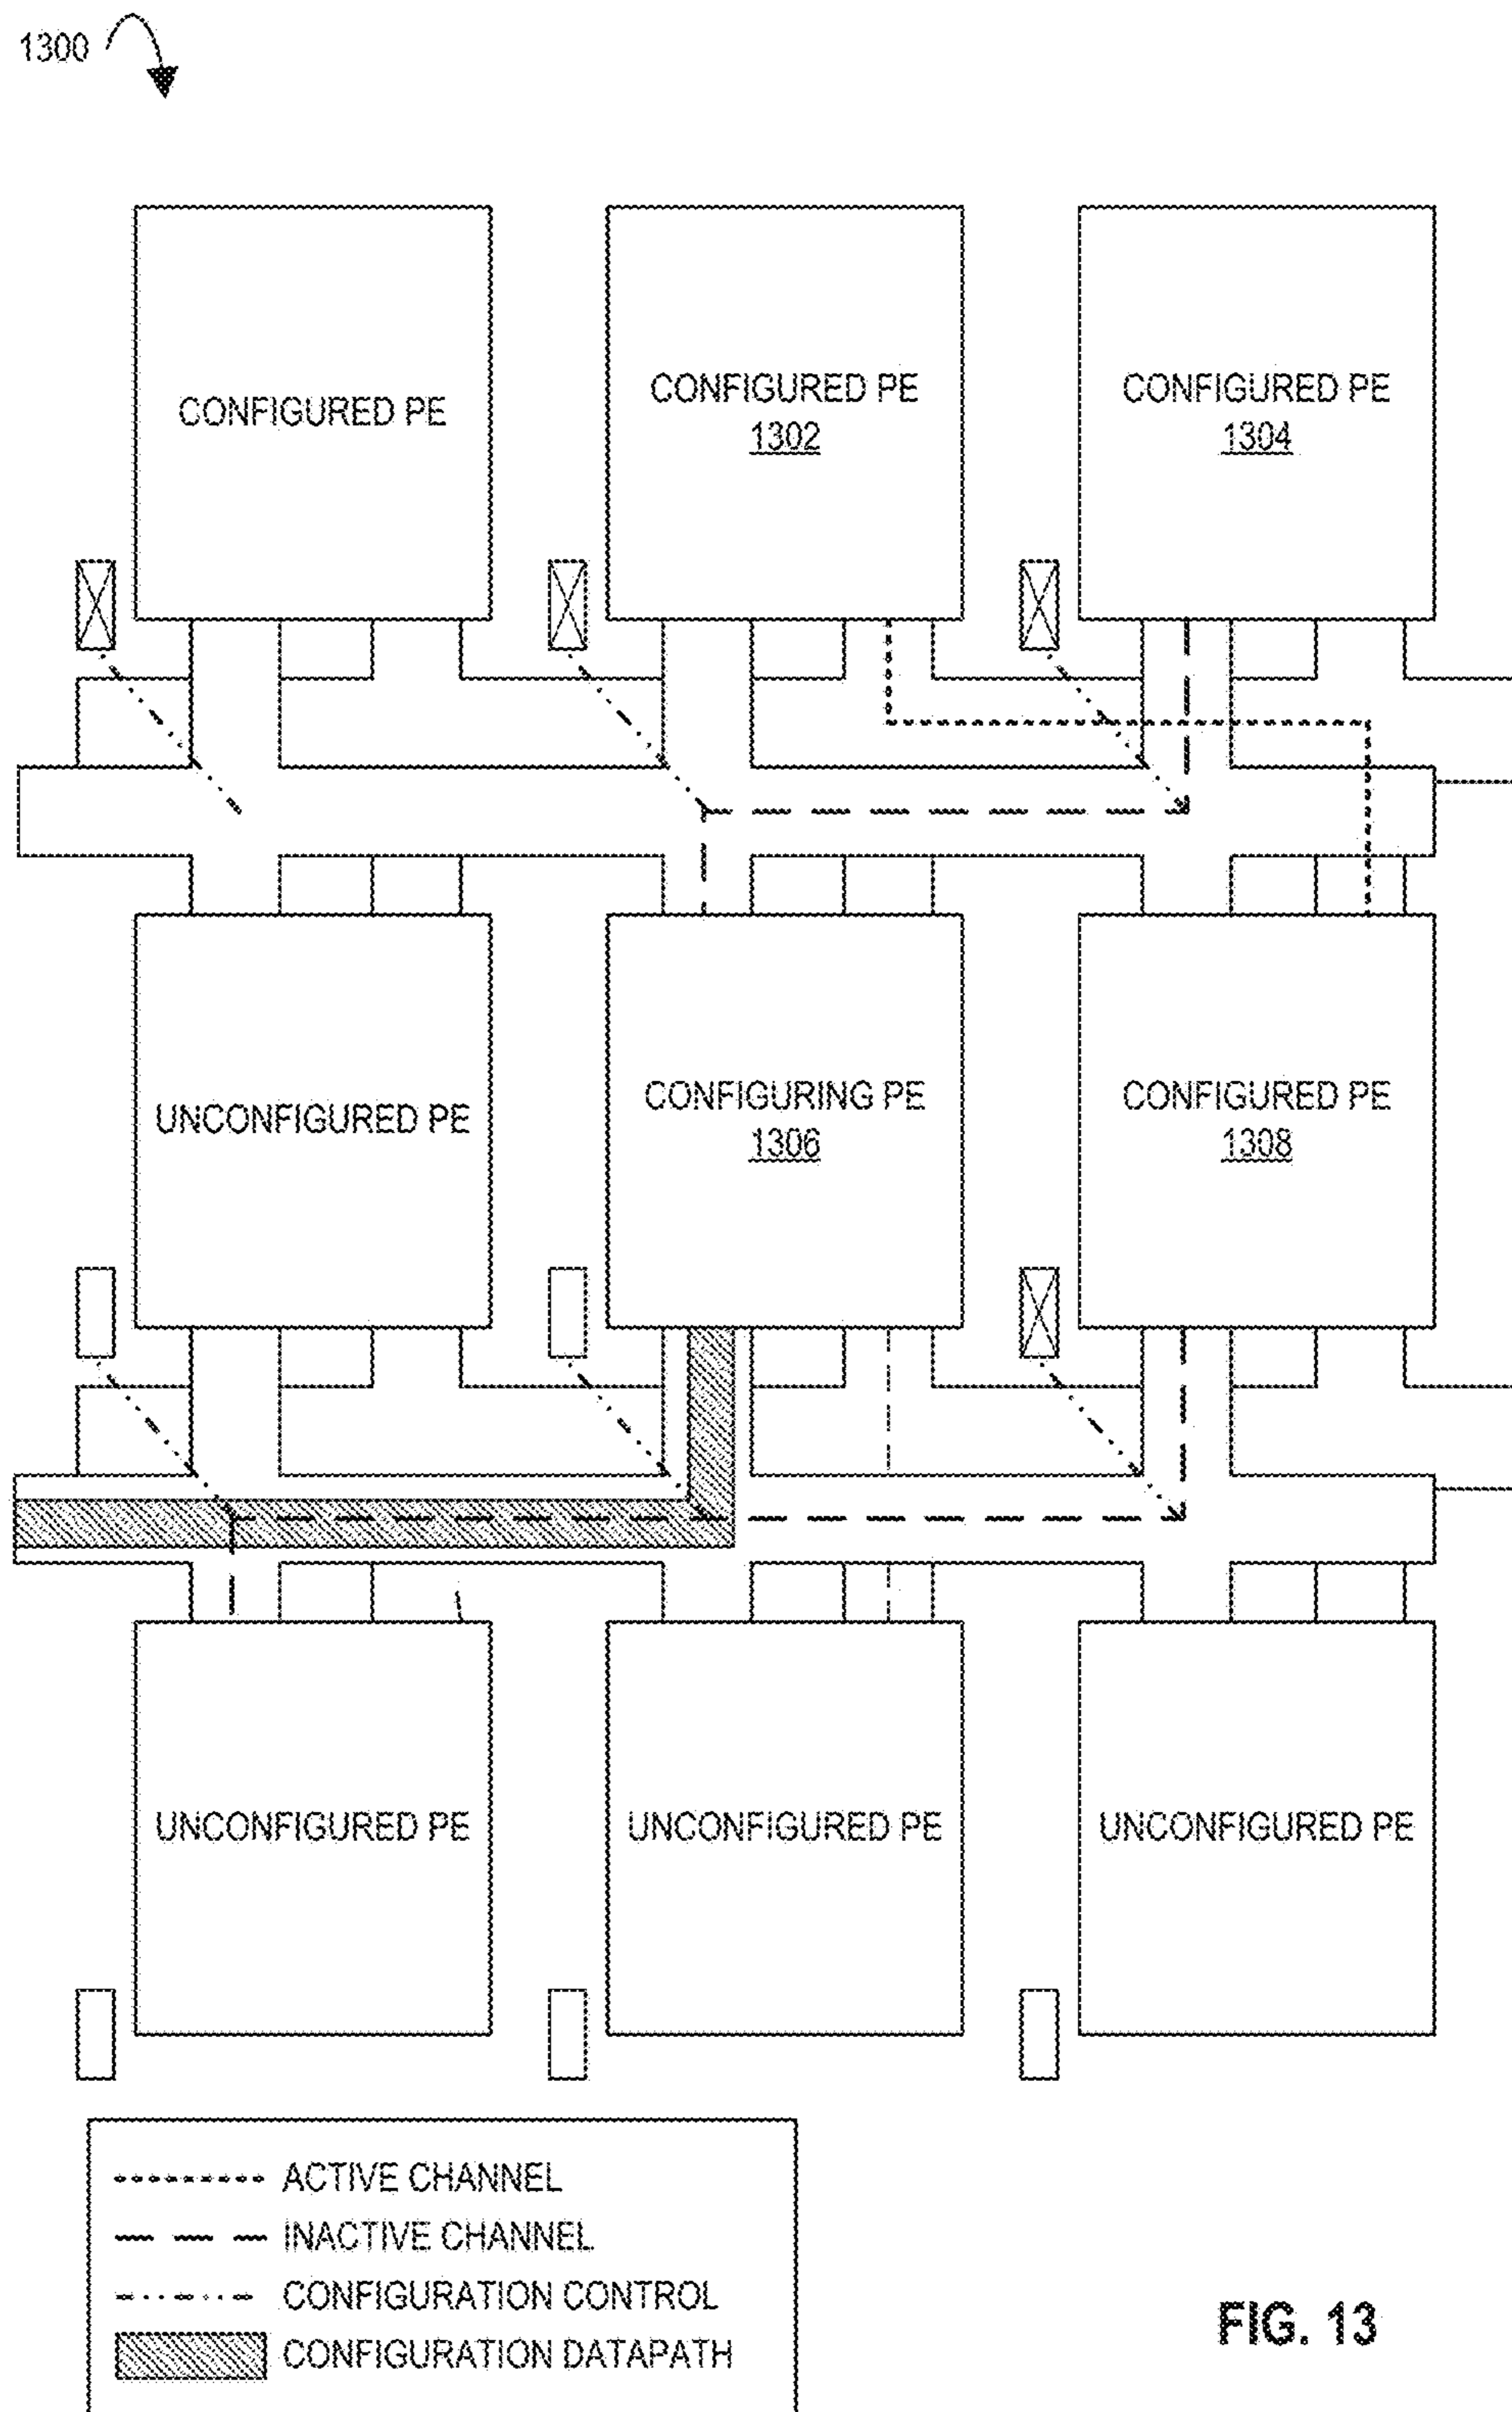 1300
CONFIGURED PE
CONFIGURED PE
1302
CONFIGURED PE
1304
UNCONFIGURED PE
CONFIGURING PE
1306
CONFIGURED PE
1308
UNCONFIGURED PE
UNCONFIGURED PE
UNCONFIGURED PE
ACTIVE CHANNEL
INACTIVE CHANNEL
CONFIGURATION CONTROL
CONFIGURATION DATAPATH
FIG. 13